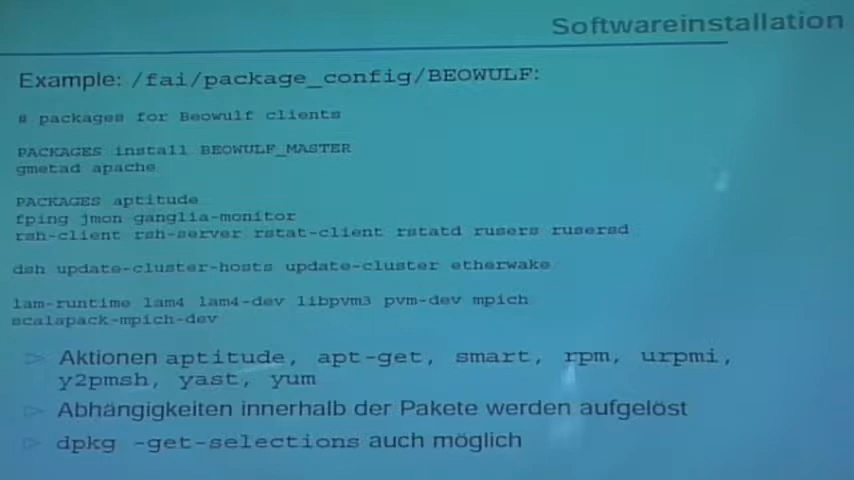 Softwareinstallation
Example: /fai/package_config/BEOWULF:
# packages for Beowulf clients
PACKAGES install BEOWULF_MASTER
gmetad apache
PACKAGES aptitude
fping jmon ganglia-monitor
rsh-client rsh-server rstat-client rstatd rusers rusersd
dsh update-cluster-hosts update-cluster etherwake
lam-runtime lam4 lam4-dev libpvm3 pvm-dev mpich
scalapack-mpich-dev
Aktionen aptitude, apt-get, smart, rpm, urpmi,
y2pmsh, yast, yum
Abhängigkeiten innerhalb der Pakete werden aufgelöst
dpkg -get-selections auch möglich